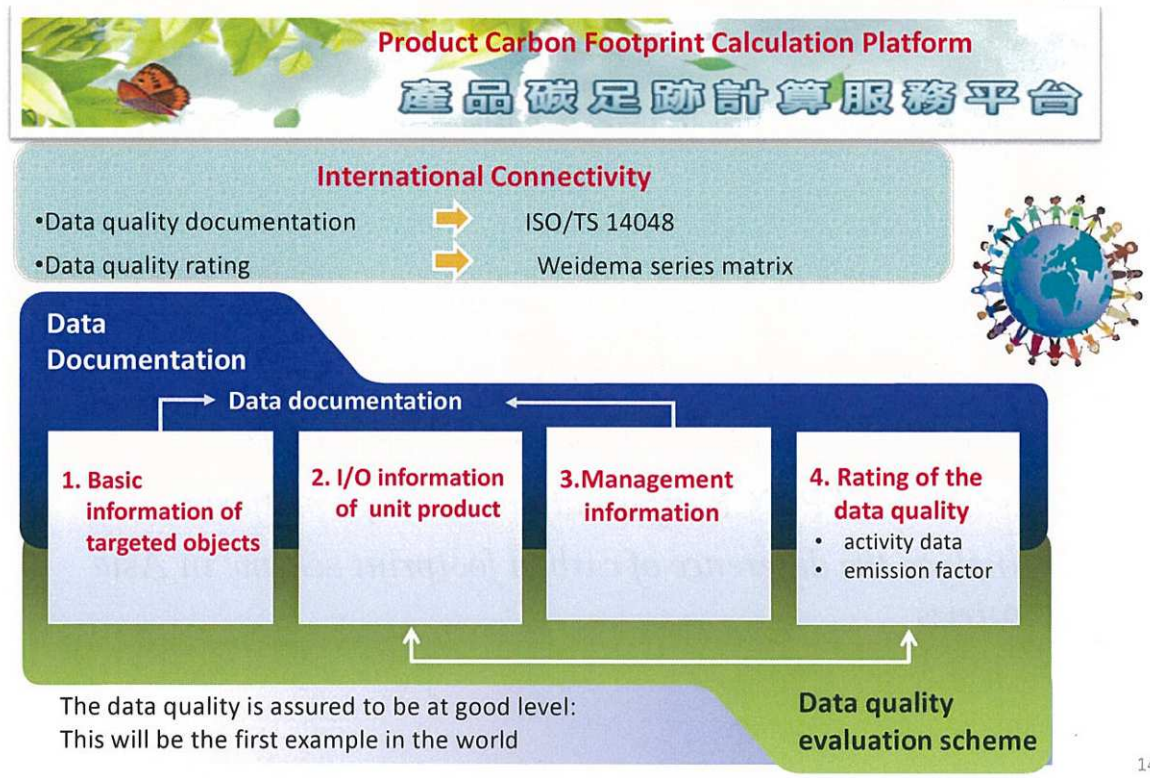 Product Carbon Footprint Calculation Platform
產品碳足跡計算服務平台
International Connectivity
•Data quality documentation ISO/TS 14048
•Data quality rating Weidema series matrix
Data
Documentation
Data documentation
1. Basic
information of
targeted objects
2. I/O information
of unit product
3.Management
information
4. Rating of the
data quality
• activity data
• emission factor
The data quality is assured to be at good level:
This will be the first example in the world
Data quality
evaluation scheme
14